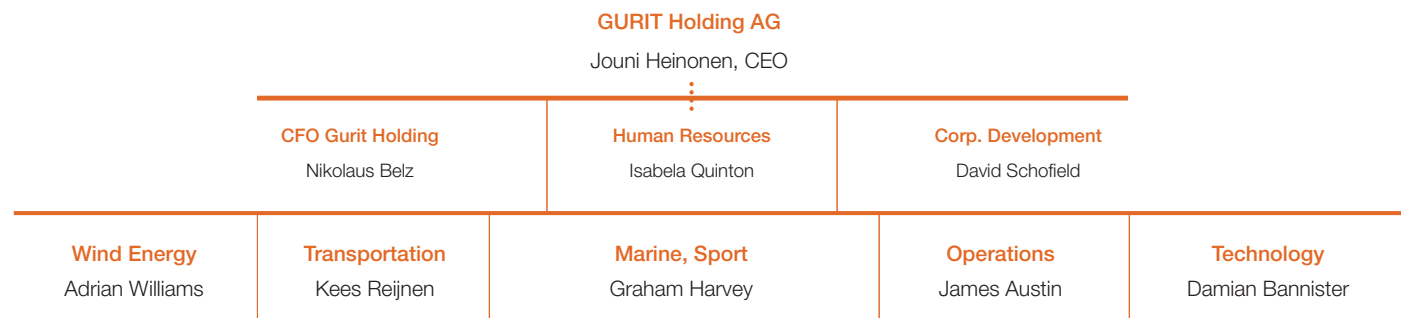 GURIT Holding AG
Jouni Heinonen, CEO
CFO Gurit Holding
Nikolaus Belz
Human Resources
Isabela Quinton
Corp. Development
David Schofield
Wind Energy
Adrian Williams
Transportation
Kees Reijnen
Marine, Sport
Graham Harvey
Operations
James Austin
Technology
Damian Bannister